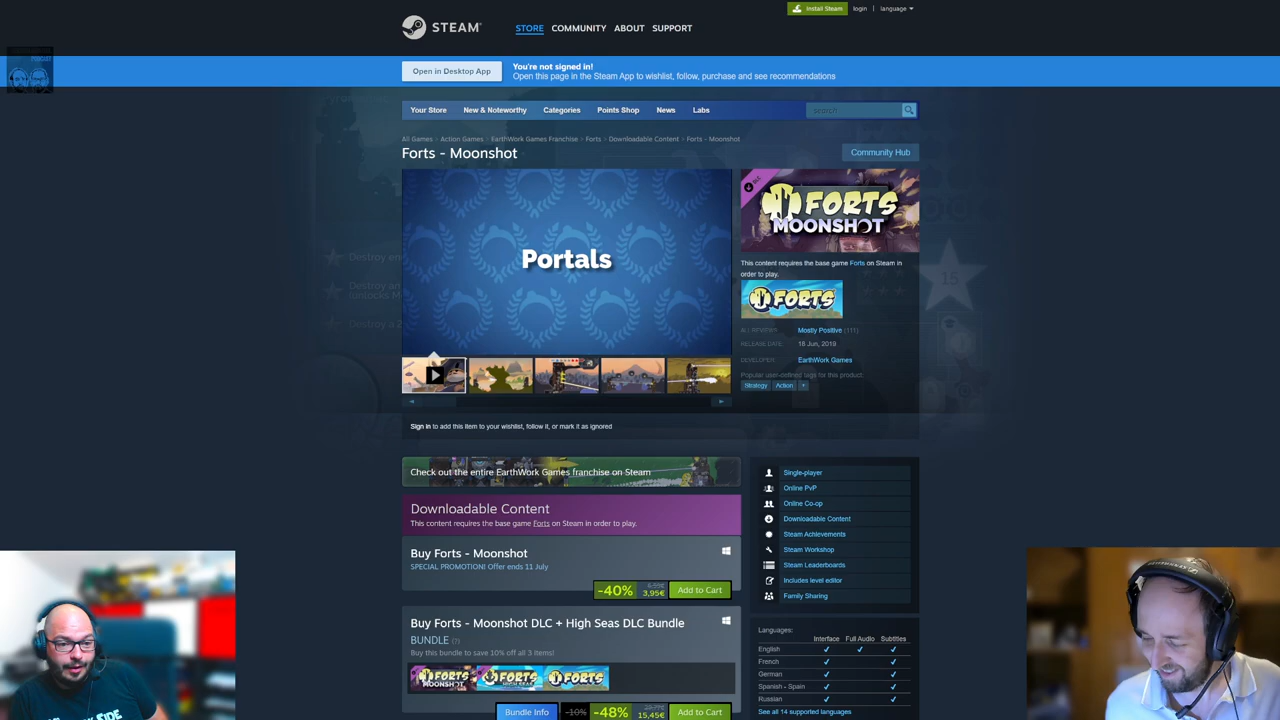 Install Steam
login | language
STEAM
STORE COMMUNITY ABOUT SUPPORT
PODCAST
Open in Desktop App
You're not signed in!
Open this page in the Steam App to wishlist, follow, purchase and see recommendations
Your Store New & Noteworthy Categories Points Shop News Labs
search
All Games > Action Games > EarthWork Games Franchise > Forts > Downloadable Content > Forts - Moonshot
Forts - Moonshot
Community Hub
Portals
FORTS
MOONSHOT
This content requires the base game Forts on Steam in
order to play.
FORTS
ALL REVIEWS: Mostly Positive (111)
RELEASE DATE: 18 Jun, 2019
DEVELOPER: EarthWork Games
Popular user-defined tags for this product:
Strategy Action +
15
Sign in to add this item to your wishlist, follow it, or mark it as ignored
Check out the entire EarthWork Games franchise on Steam
Downloadable Content
This content requires the base game Forts on Steam in order to play.
Buy Forts - Moonshot
SPECIAL PROMOTION! Offer ends 11 July
-40% 6,59€ 3,95€ Add to Cart
Buy Forts - Moonshot DLC + High Seas DLC Bundle
BUNDLE (?)
Buy this bundle to save 10% off all 3 items!
FORTS FORTS FORTS
MOONSHOT
Bundle Info -10% -48% 15,45€ Add to Cart
Single-player
Online PvP
Online Co-op
Downloadable Content
Steam Achievements
Steam Workshop
Steam Leaderboards
Includes level editor
Family Sharing
Languages:
Interface Full Audio Subtitles
English ✓ ✓ ✓
French ✓ ✓
German ✓ ✓
Spanish - Spain ✓ ✓
Russian ✓ ✓
See all 14 supported languages